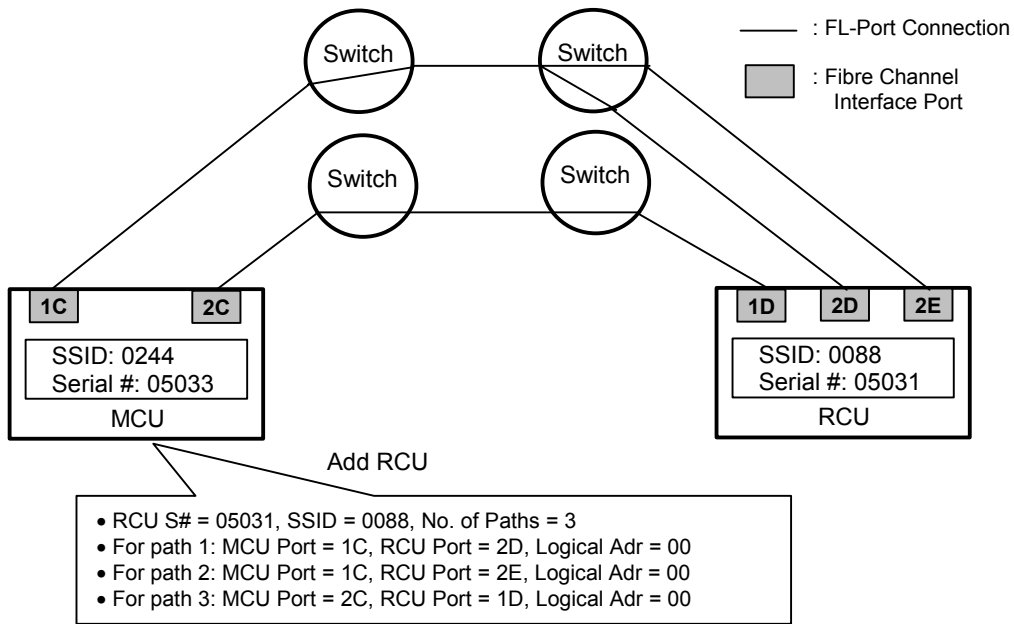 Switch
Switch
: FL-Port Connection
: Fibre Channel
Interface Port
Switch
Switch
1C
2C
1D
2D
2E
SSID: 0244
Serial #: 05033
MCU
SSID: 0088
Serial #: 05031
RCU
Add RCU
• RCU S# = 05031, SSID = 0088, No. of Paths = 3
• For path 1: MCU Port = 1C, RCU Port = 2D, Logical Adr = 00
• For path 2: MCU Port = 1C, RCU Port = 2E, Logical Adr = 00
• For path 3: MCU Port = 2C, RCU Port = 1D, Logical Adr = 00